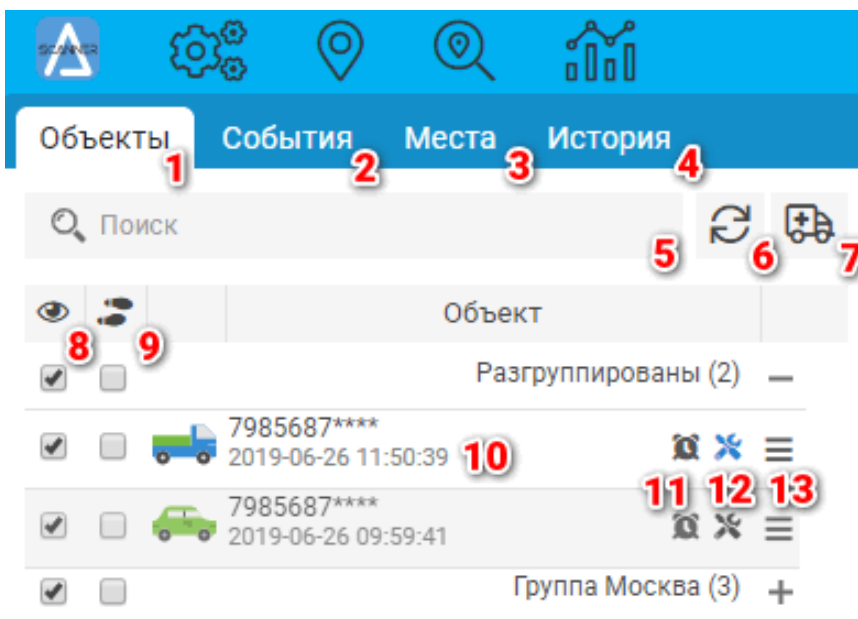 SCANNER
Объекты 1 События 2 Места 3 История 4
Поиск 5 6 7
8 9 Объект
Разгруппированы (2)
7985687****
2019-06-26 11:50:39 10
11 12 13
7985687****
2019-06-26 09:59:41
Группа Москва (3)